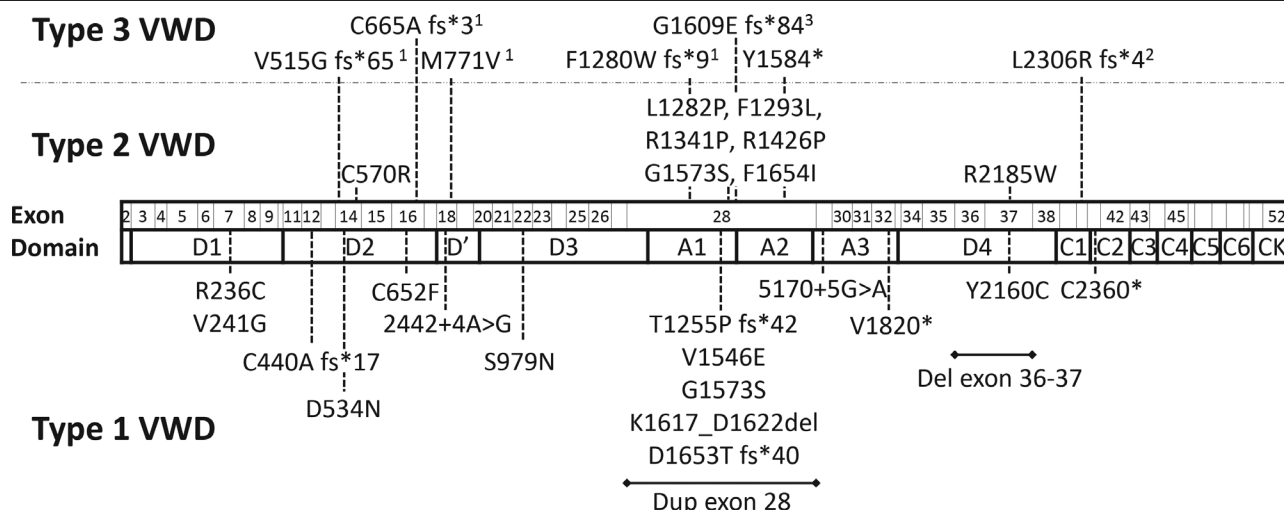 Type 3 VWD
C665A fs*3¹
G1609E fs*84³
V515G fs*65 ¹
M771V ¹
F1280W fs*9¹
Y1584*
L2306R fs*4²
Type 2 VWD
L1282P, F1293L,
R1341P, R1426P
G1573S, F1654I
C570R
R2185W
Exon
2 3 4 5 6 7 8 9 11 12 14 15 16 18 20 21 22 23 25 26 28 30 31 32 34 35 36 37 38 42 43 45 52
Domain
D1 D2 D' D3 A1 A2 A3 D4 C1 C2 C3 C4 C5 C6 CK
R236C
V241G
C652F
5170+5G>A
Y2160C
C2360*
2442+4A>G
T1255P fs*42
V1820*
C440A fs*17
S979N
V1546E
Del exon 36-37
D534N
G1573S
Type 1 VWD
K1617_D1622del
D1653T fs*40
Dup exon 28